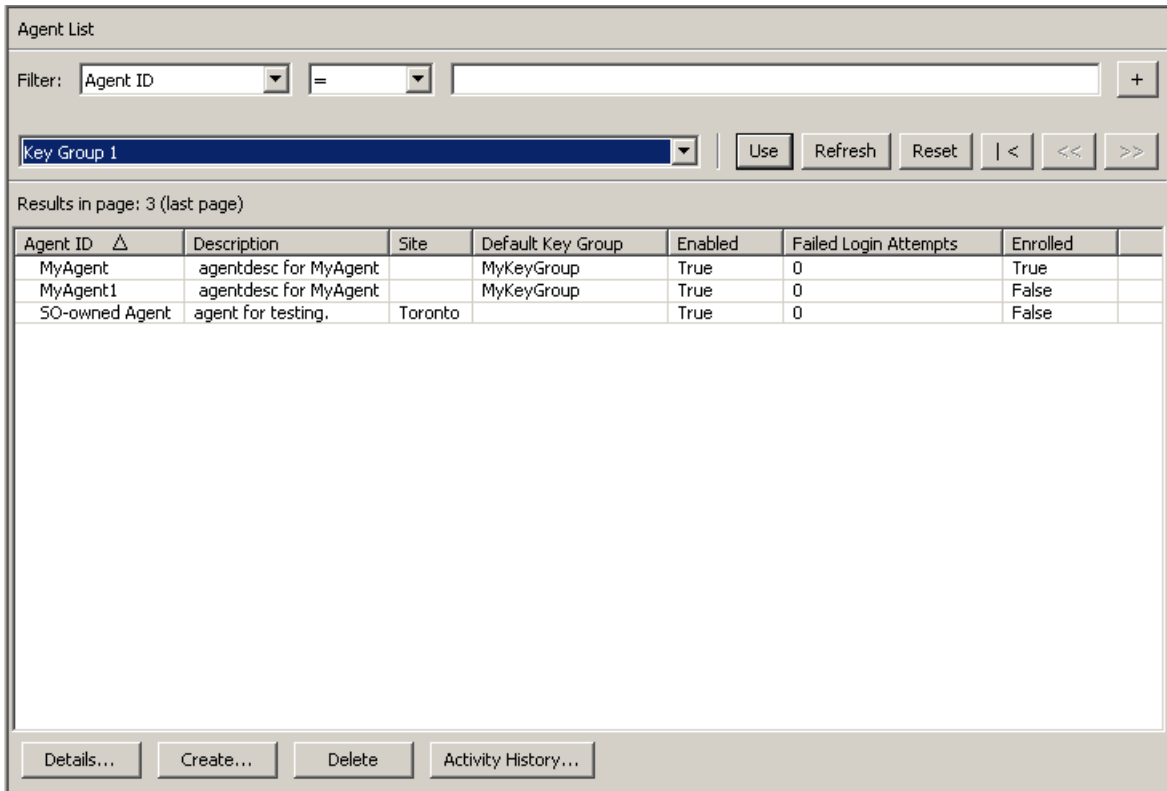 Agent List
Filter: Agent ID = +
Key Group 1 Use Refresh Reset |< << >>
Results in page: 3 (last page)
Agent ID Description Site Default Key Group Enabled Failed Login Attempts Enrolled
MyAgent agentdesc for MyAgent MyKeyGroup True 0 True
MyAgent1 agentdesc for MyAgent MyKeyGroup True 0 False
SO-owned Agent agent for testing. Toronto True 0 False
Details... Create... Delete Activity History...